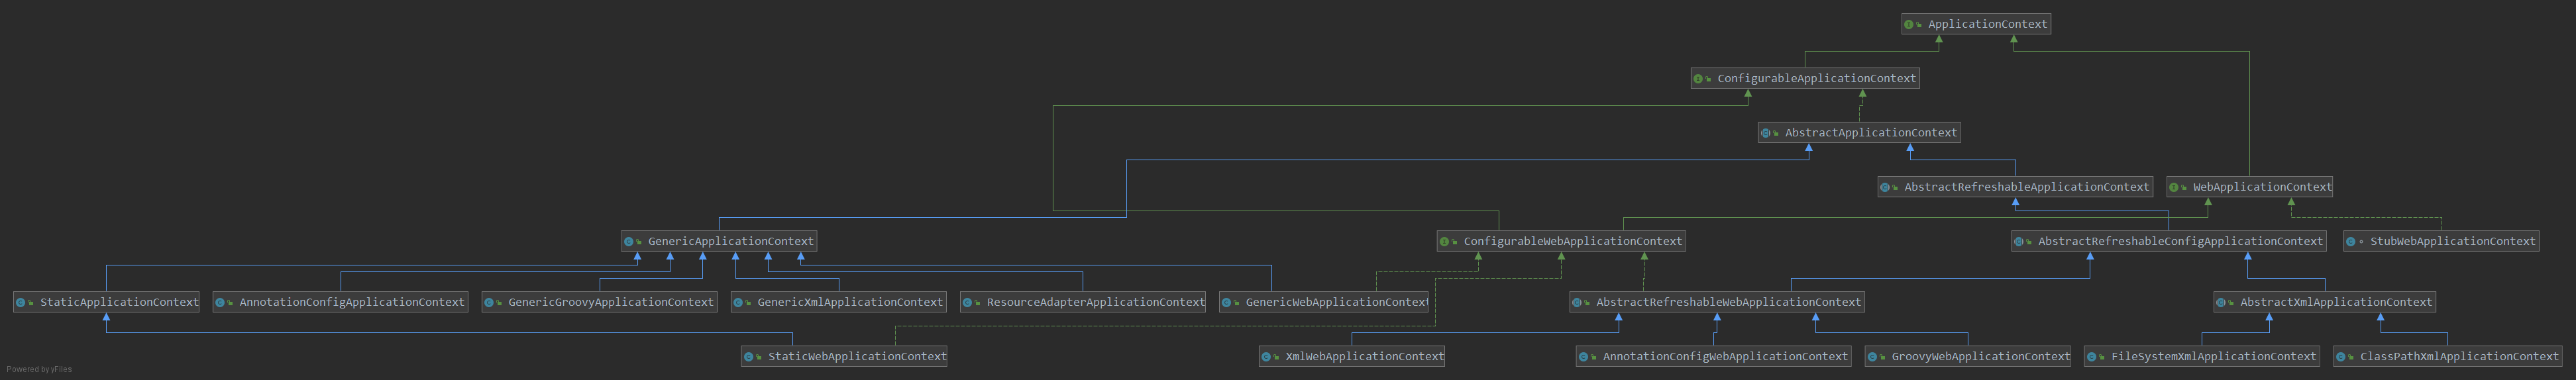 ApplicationContext
ConfigurableApplicationContext
AbstractApplicationContext
AbstractRefreshableApplicationContext
WebApplicationContext
GenericApplicationContext
ConfigurableWebApplicationContext
AbstractRefreshableConfigApplicationContext
StubWebApplicationContext
StaticApplicationContext
AnnotationConfigApplicationContext
GenericGroovyApplicationContext
GenericXmlApplicationContext
ResourceAdapterApplicationContext
GenericWebApplicationContext
AbstractRefreshableWebApplicationContext
AbstractXmlApplicationContext
StaticWebApplicationContext
XmlWebApplicationContext
AnnotationConfigWebApplicationContext
GroovyWebApplicationContext
FileSystemXmlApplicationContext
ClassPathXmlApplicationContext
Powered by yFiles